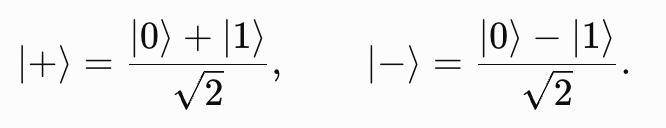 |+⟩ = (|0⟩ + |1⟩)/√2, |−⟩ = (|0⟩ − |1⟩)/√2.